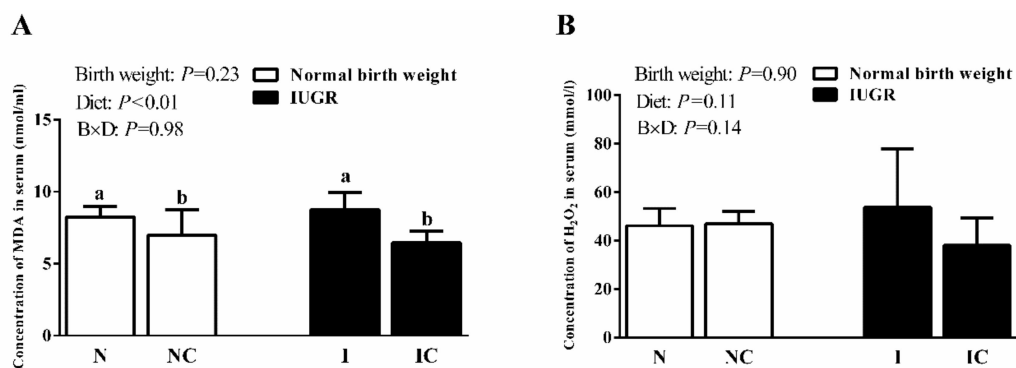 A
Birth weight: P=0.23
Diet: P<0.01
B×D: P=0.98
Normal birth weight
IUGR
Concentration of MDA in serum (nmol/ml)
15
10
5
0
a
b
a
b
N
NC
I
IC
B
Birth weight: P=0.90
Diet: P=0.11
B×D: P=0.14
Normal birth weight
IUGR
Concentration of H₂O₂ in serum (mmol/l)
100
80
60
40
20
0
N
NC
I
IC